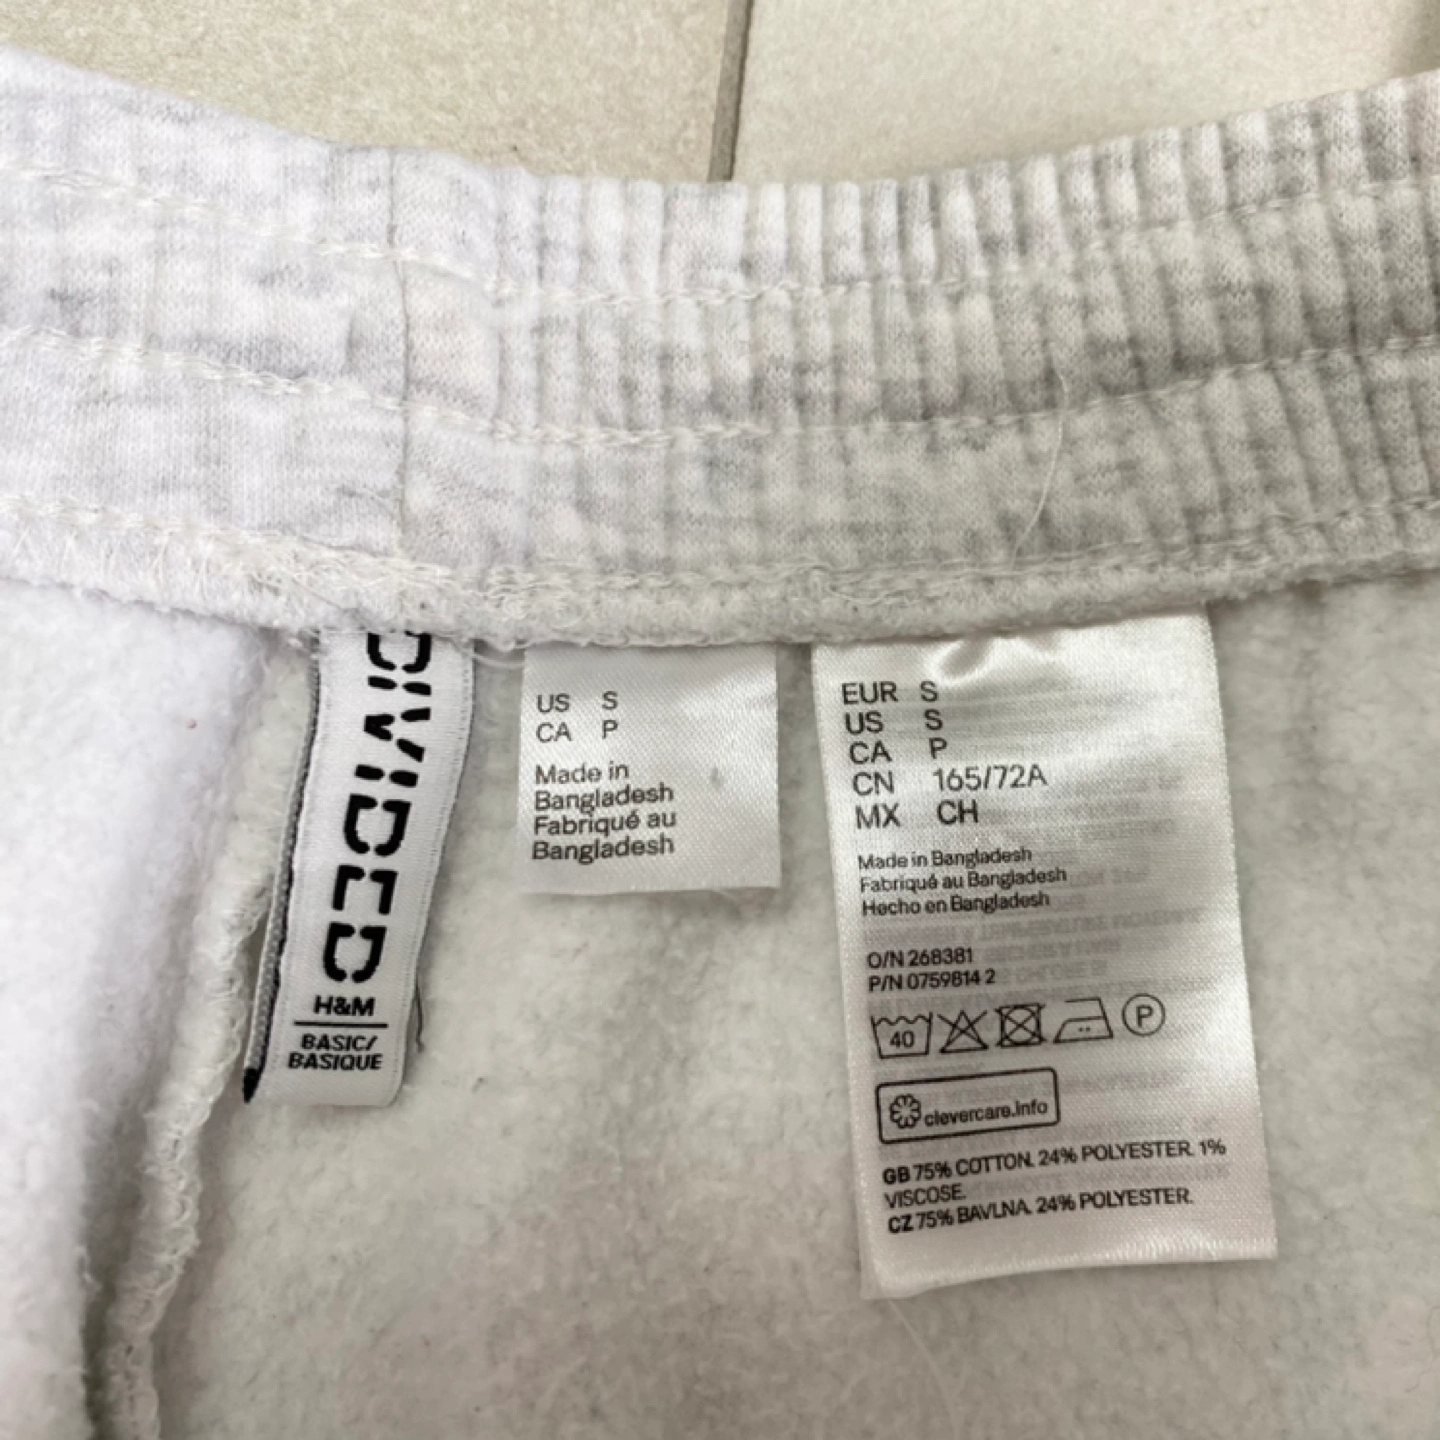 DIVIDED
H&M
BASIC/
BASIQUE
US S
CA P
Made in
Bangladesh
Fabriqué au
Bangladesh
EUR S
US S
CA P
CN 165/72A
MX CH
Made in Bangladesh
Fabriqué au Bangladesh
Hecho en Bangladesh
O/N 268381
P/N 0759814 2
40
P
clevercare.info
GB 75% COTTON. 24% POLYESTER. 1%
VISCOSE.
CZ 75% BAVLNA. 24% POLYESTER.